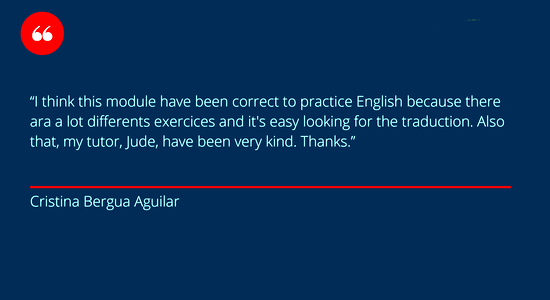 “I think this module have been correct to practice English because there
ara a lot differents exercices and it's easy looking for the traduction. Also
that, my tutor, Jude, have been very kind. Thanks.”
Cristina Bergua Aguilar